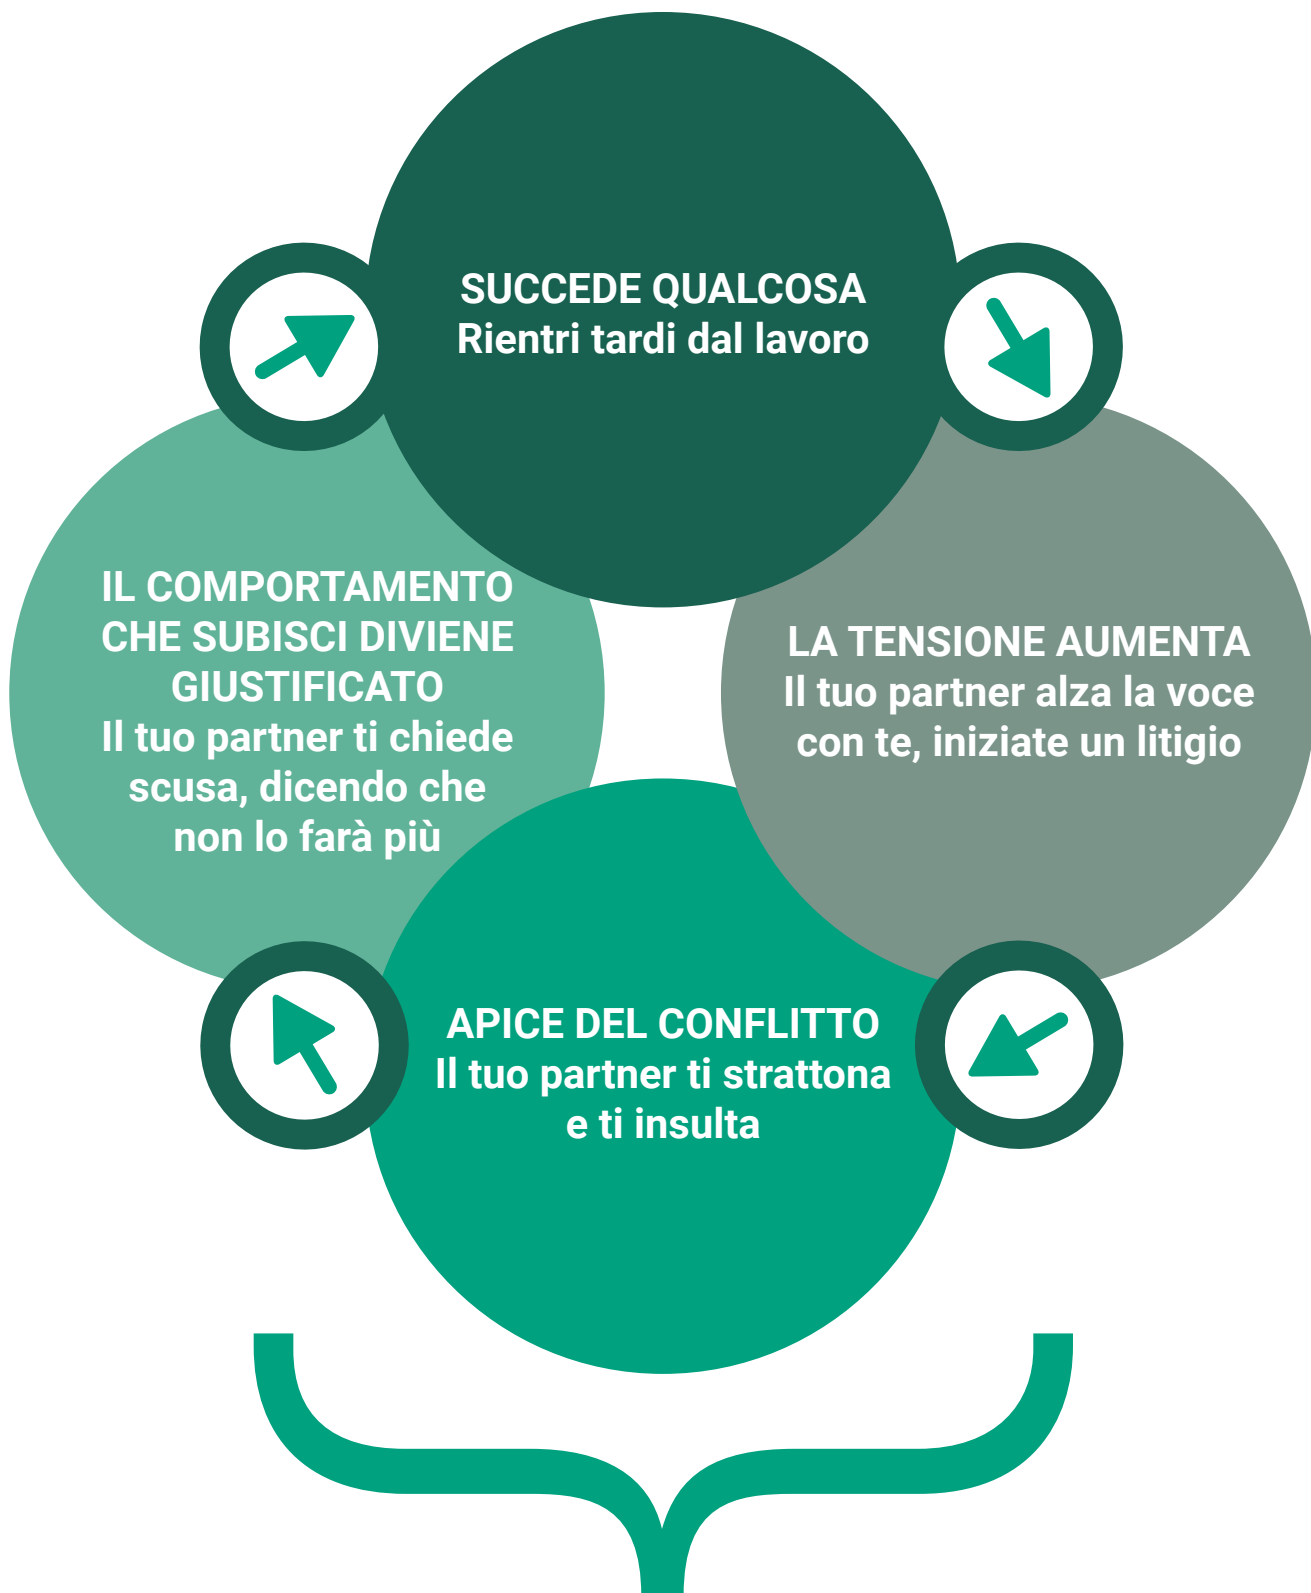 SUCCEDE QUALCOSA
Rientri tardi dal lavoro
LA TENSIONE AUMENTA
Il tuo partner alza la voce
con te, iniziate un litigio
APICE DEL CONFLITTO
Il tuo partner ti strattona
e ti insulta
IL COMPORTAMENTO
CHE SUBISCI DIVIENE
GIUSTIFICATO
Il tuo partner ti chiede
scusa, dicendo che
non lo farà più